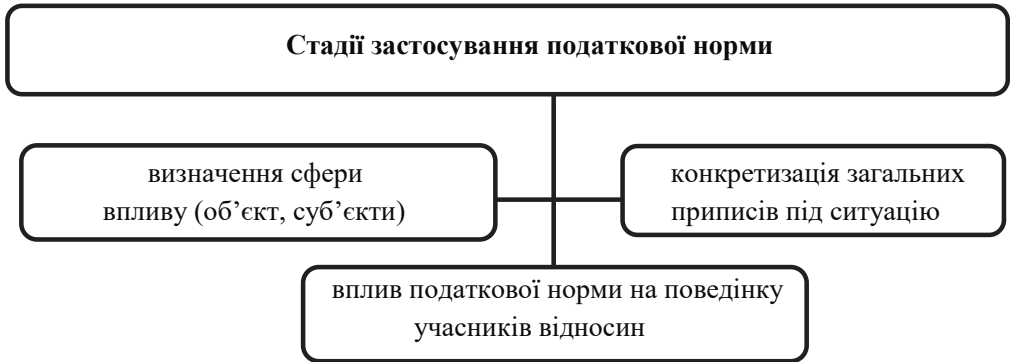 Стадії застосування податкової норми
визначення сфери
впливу (об’єкт, суб’єкти)
конкретизація загальних
приписів під ситуацію
вплив податкової норми на поведінку
учасників відносин